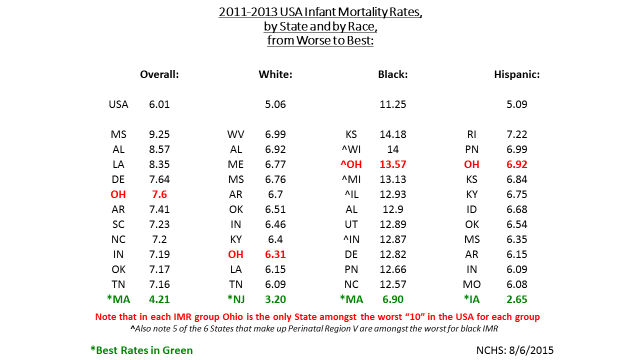 2011-2013 USA Infant Mortality Rates,
by State and by Race,
from Worse to Best:
Overall: White: Black: Hispanic:
USA 6.01 5.06 11.25 5.09
MS 9.25 WV 6.99 KS 14.18 RI 7.22
AL 8.57 AL 6.92 ^WI 14 PN 6.99
LA 8.35 ME 6.77 ^OH 13.57 OH 6.92
DE 7.64 MS 6.76 ^MI 13.13 KS 6.84
OH 7.6 AR 6.7 ^IL 12.93 KY 6.75
AR 7.41 OK 6.51 AL 12.9 ID 6.68
SC 7.23 IN 6.46 UT 12.89 OK 6.54
NC 7.2 KY 6.4 ^IN 12.87 MS 6.35
IN 7.19 OH 6.31 DE 12.82 AR 6.15
OK 7.17 LA 6.15 PN 12.66 IN 6.09
TN 7.16 TN 6.09 NC 12.57 MO 6.08
*MA 4.21 *NJ 3.20 *MA 6.90 *IA 2.65
Note that in each IMR group Ohio is the only State amongst the worst "10" in the USA for each group
^Also note 5 of the 6 States that make up Perinatal Region V are amongst the worst for black IMR
*Best Rates in Green NCHS: 8/6/2015